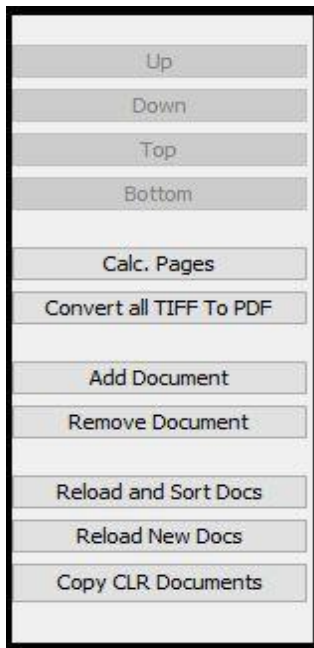 Up
Down
Top
Bottom
Calc. Pages
Convert all TIFF To PDF
Add Document
Remove Document
Reload and Sort Docs
Reload New Docs
Copy CLR Documents